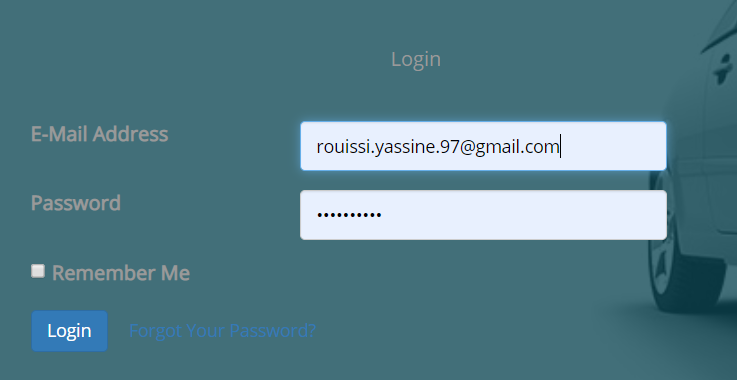 Login
E-Mail Address
rouissi.yassine.97@gmail.com
Password
••••••••••
Remember Me
Login Forgot Your Password?